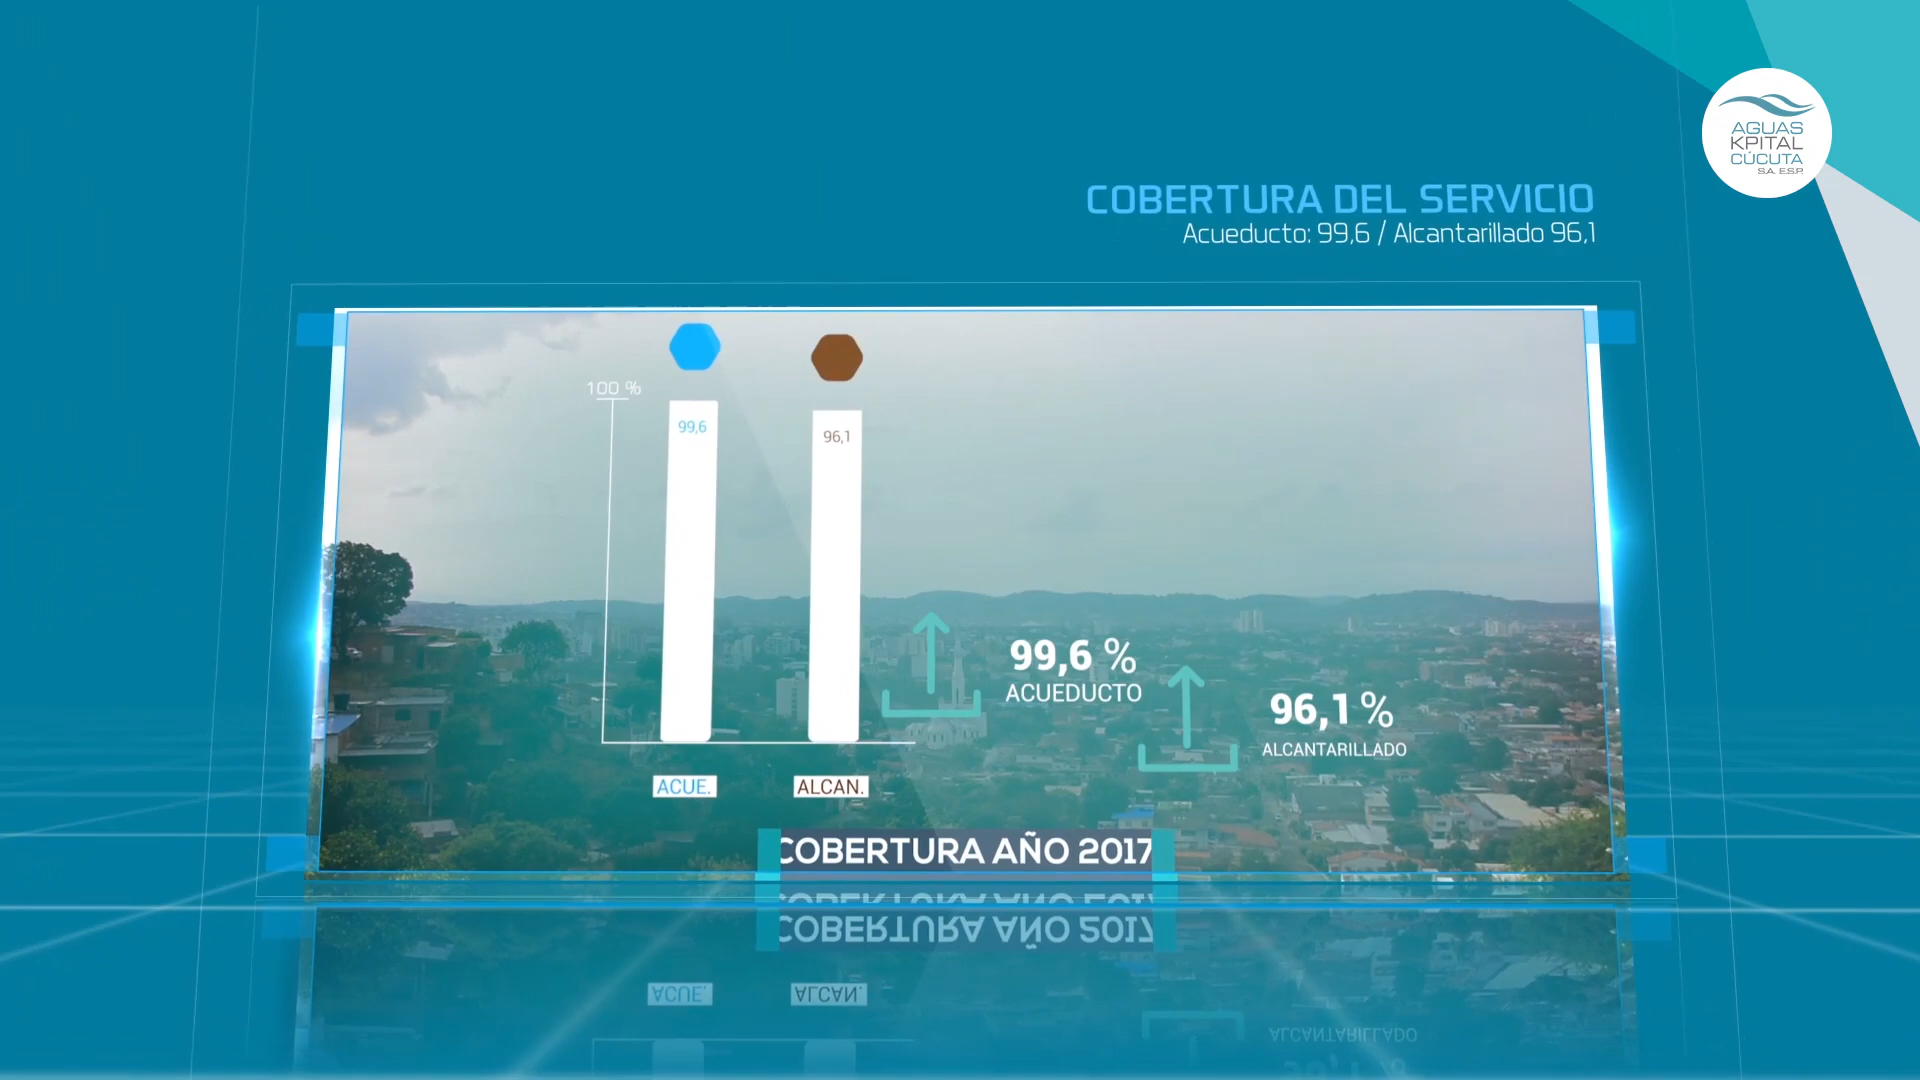 AGUAS
KPITAL
CÚCUTA
S.A. E.S.P.
COBERTURA DEL SERVICIO
Acueducto: 99,6 / Alcantarillado 96,1
100 %
99,6
96,1
99,6 %
ACUEDUCTO
96,1 %
ALCANTARILLADO
ACUE.
ALCAN.
COBERTURA AÑO 2017